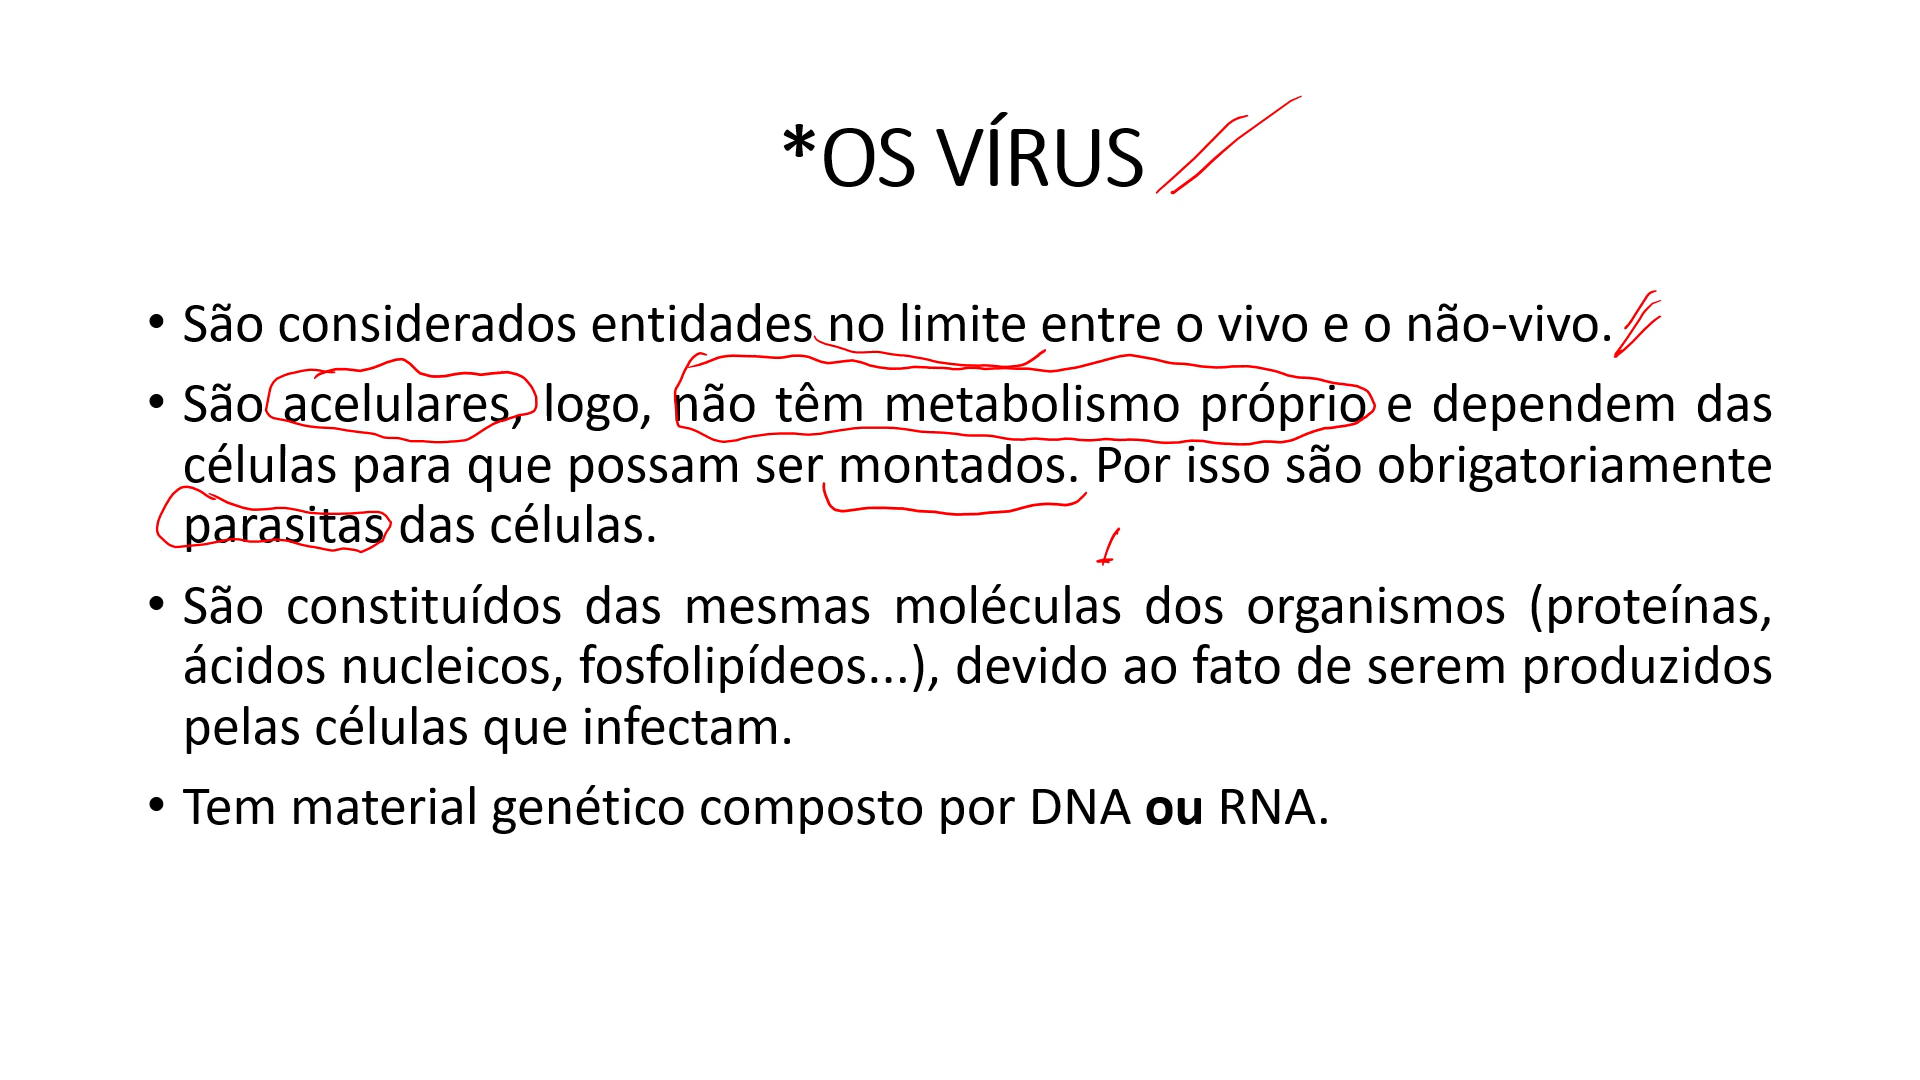 *OS VÍRUS
• São considerados entidades no limite entre o vivo e o não-vivo.
• São acelulares, logo, não têm metabolismo próprio e dependem das
células para que possam ser montados. Por isso são obrigatoriamente
parasitas das células.
• São constituídos das mesmas moléculas dos organismos (proteínas,
ácidos nucleicos, fosfolipídeos...), devido ao fato de serem produzidos
pelas células que infectam.
• Tem material genético composto por DNA ou RNA.